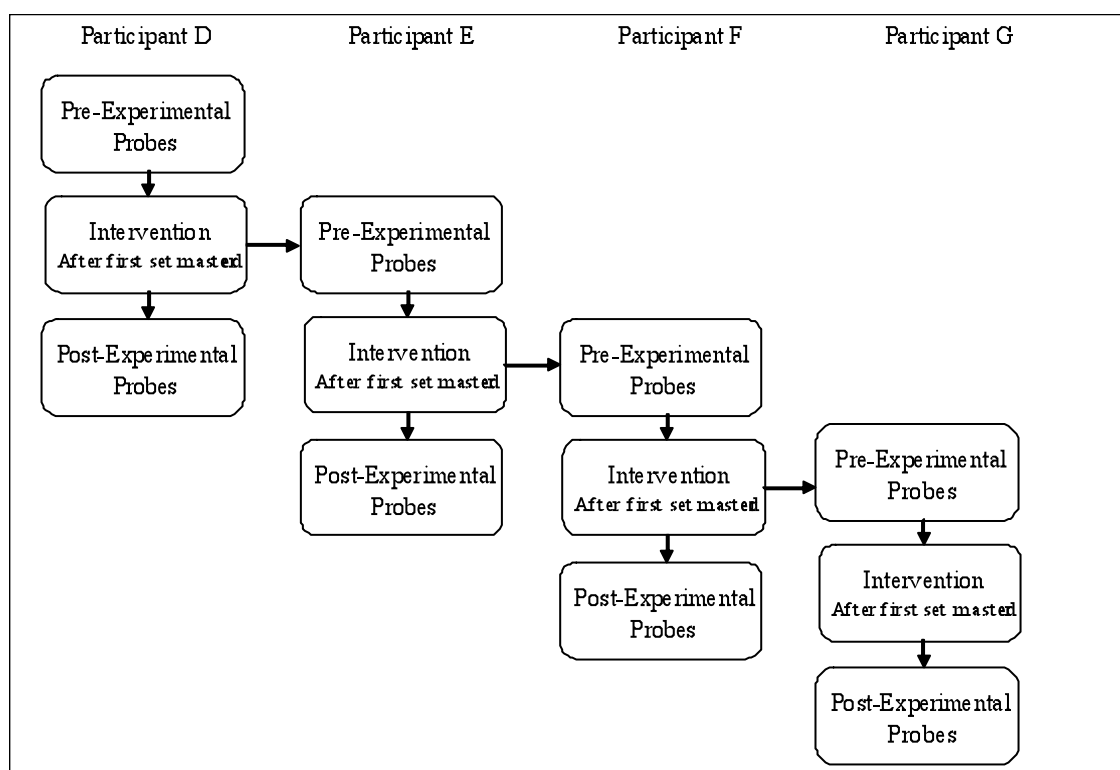 Participant D Participant E Participant F Participant G
Pre-Experimental
Probes
Intervention
After first set masterd
Post-Experimental
Probes
Pre-Experimental
Probes
Intervention
After first set masterd
Post-Experimental
Probes
Pre-Experimental
Probes
Intervention
After first set masterd
Post-Experimental
Probes
Pre-Experimental
Probes
Intervention
After first set masterd
Post-Experimental
Probes